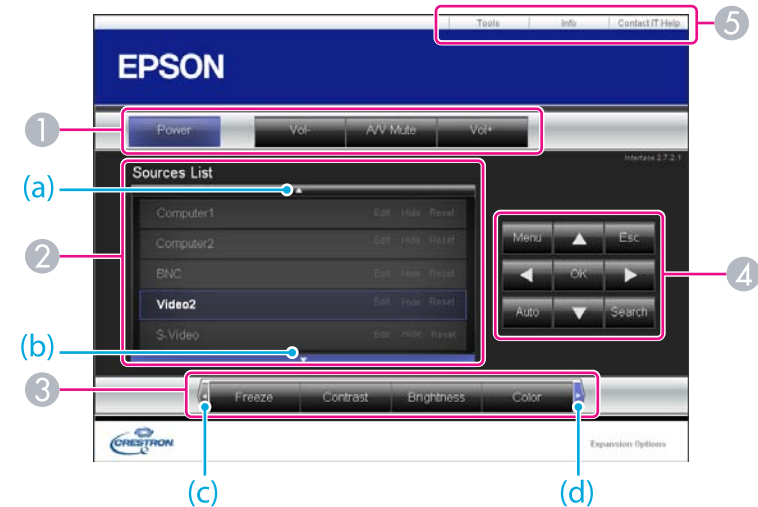 Tools Info Contact IT Help
5
EPSON
1
Power Vol- A/V Mute Vol+
Interface 2.7.2.1
Sources List
(a)
Computer1 Edit Hide Reset
2
Computer2 Edit Hide Reset
BNC Edit Hide Reset
Video2 Edit Hide Reset
S-Video Edit Hide Reset
(b)
Menu Esc
4
OK
Auto Search
3
Freeze Contrast Brightness Color
CRESTRON
Expansion Options
(c) (d)